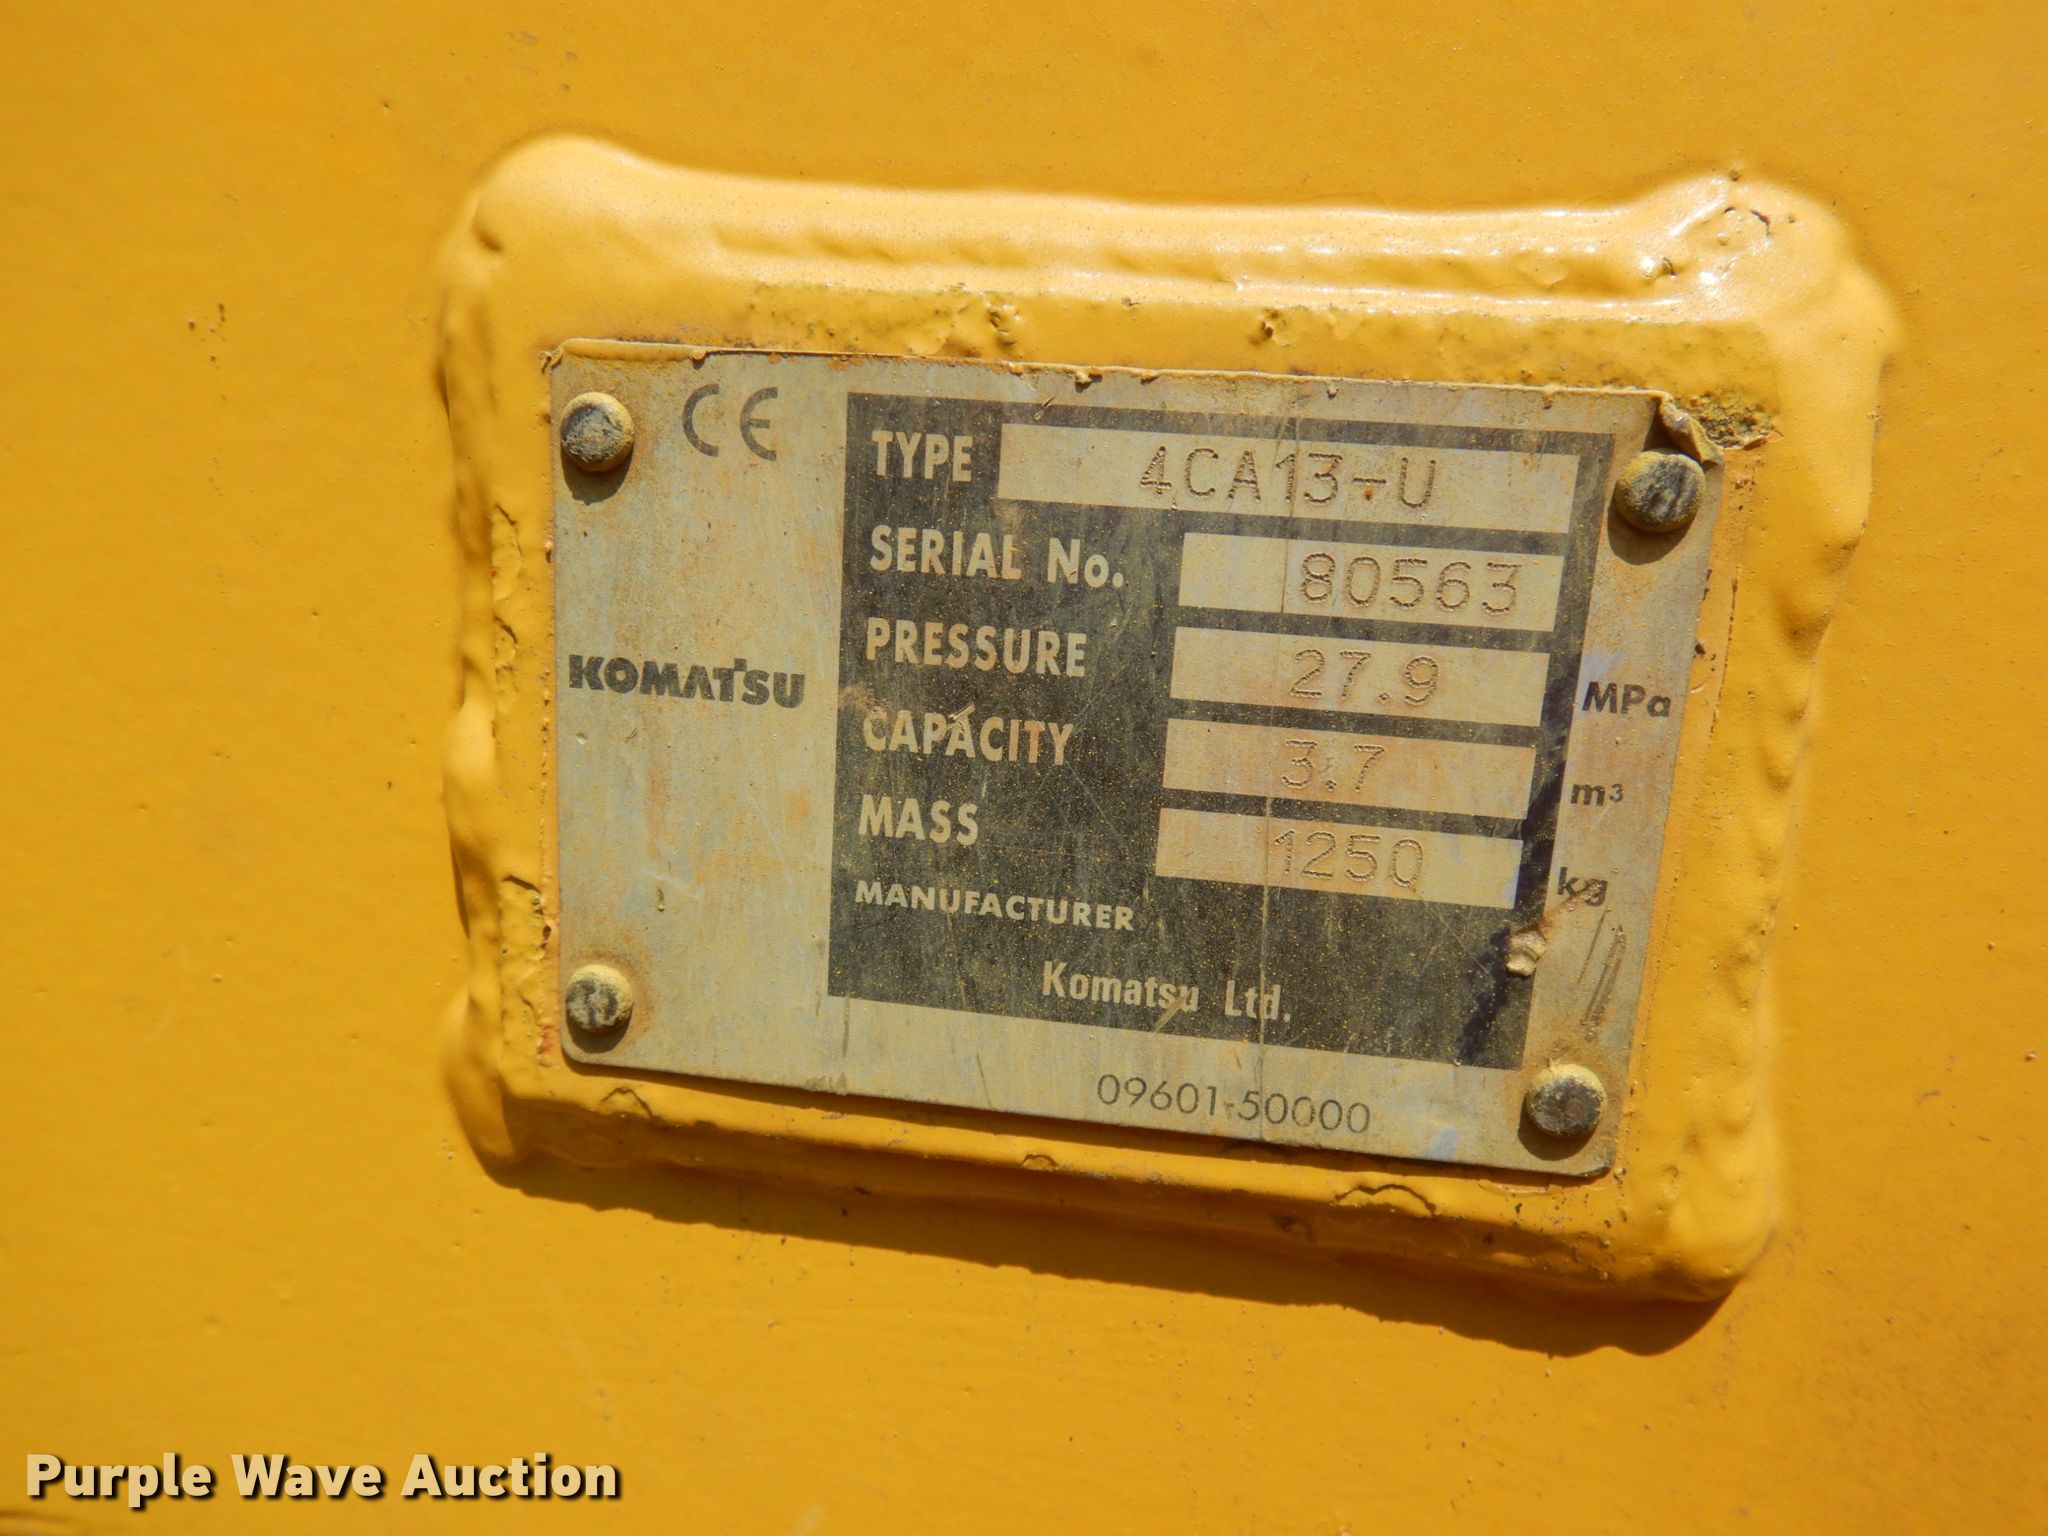 CE
TYPE 4CA13-U
SERIAL No. 80563
PRESSURE 27.9 MPa
KOMATSU
CAPACITY 3.7 m³
MASS 1250 kg
MANUFACTURER
Komatsu Ltd.
09601-50000
Purple Wave Auction